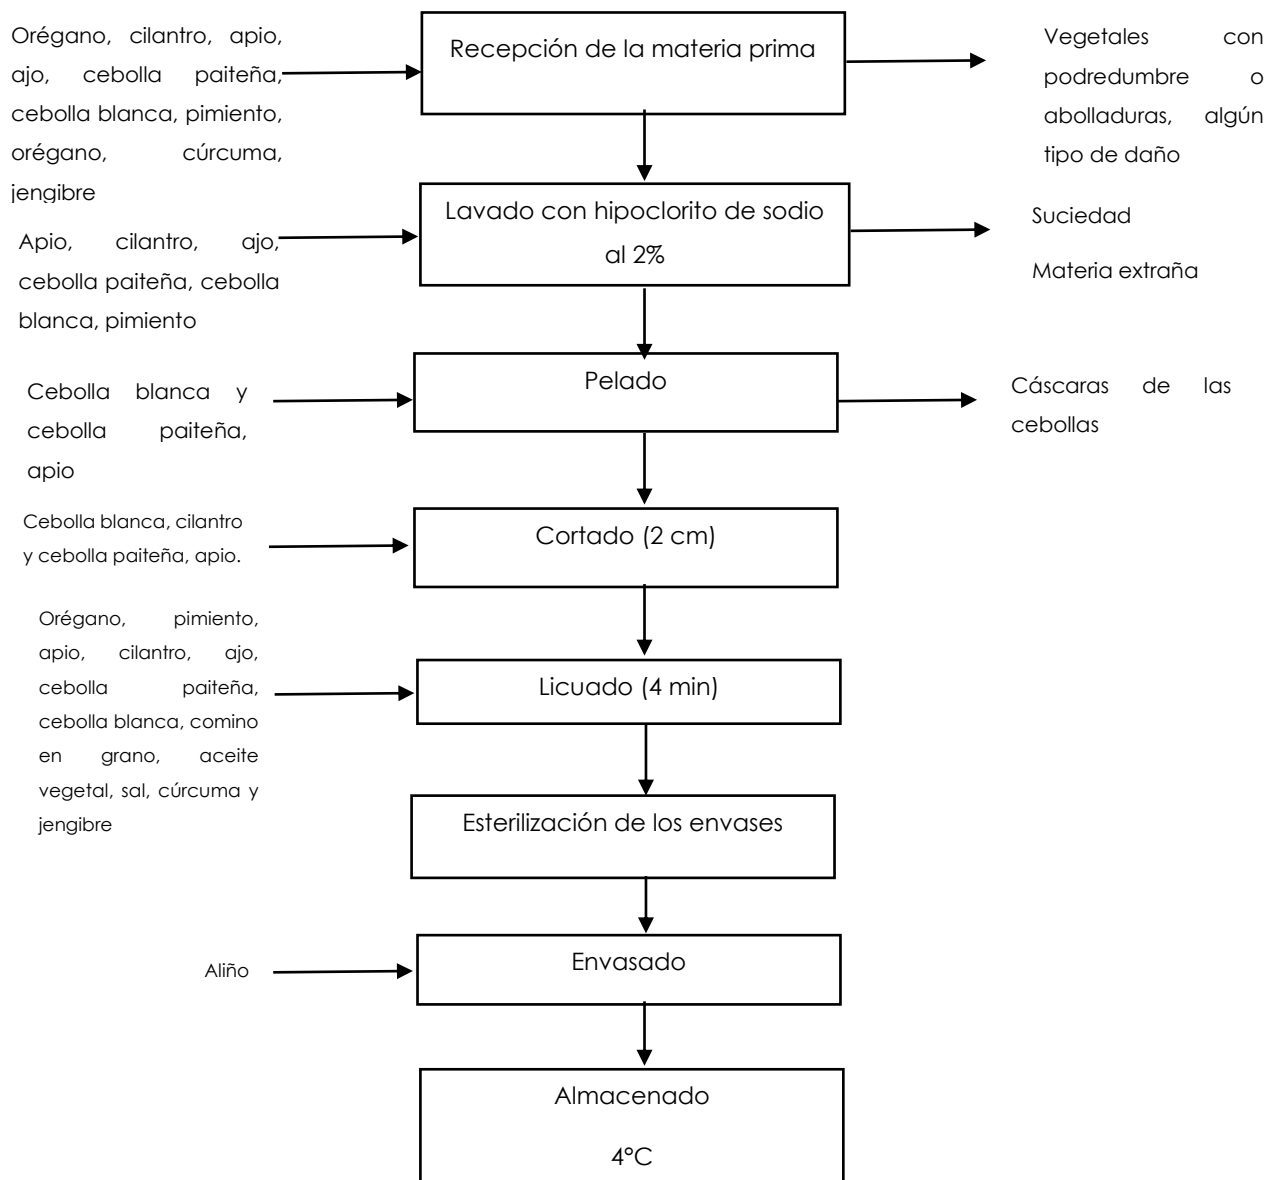 Orégano, cilantro, apio,
ajo, cebolla paiteña,
cebolla blanca, pimiento,
orégano, cúrcuma,
jengibre
Recepción de la materia prima
Vegetales con
podredumbre o
abolladuras, algún
tipo de daño
Apio, cilantro, ajo,
cebolla paiteña, cebolla
blanca, pimiento
Lavado con hipoclorito de sodio
al 2%
Suciedad
Materia extraña
Cebolla blanca y
cebolla paiteña,
apio
Pelado
Cáscaras de las
cebollas
Cebolla blanca, cilantro
y cebolla paiteña, apio.
Cortado (2 cm)
Orégano, pimiento,
apio, cilantro, ajo,
cebolla paiteña,
cebolla blanca, comino
en grano, aceite
vegetal, sal, cúrcuma y
jengibre
Licuado (4 min)
Esterilización de los envases
Aliño
Envasado
Almacenado
4°C